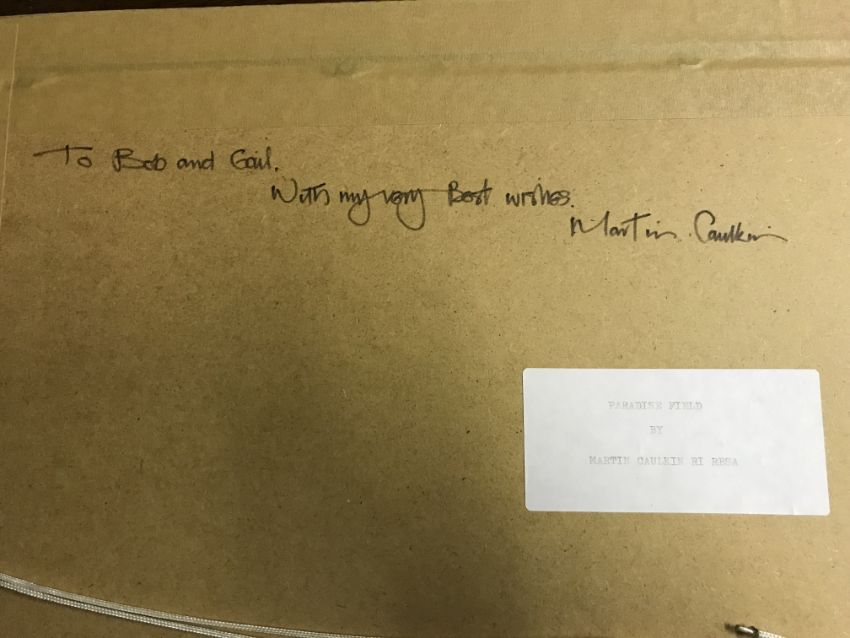 To Bob and Gail.
With my very Best wishes.
Martin Caulkin
PARADISE FIELD
BY
MARTIN CAULKIN RI RBSA